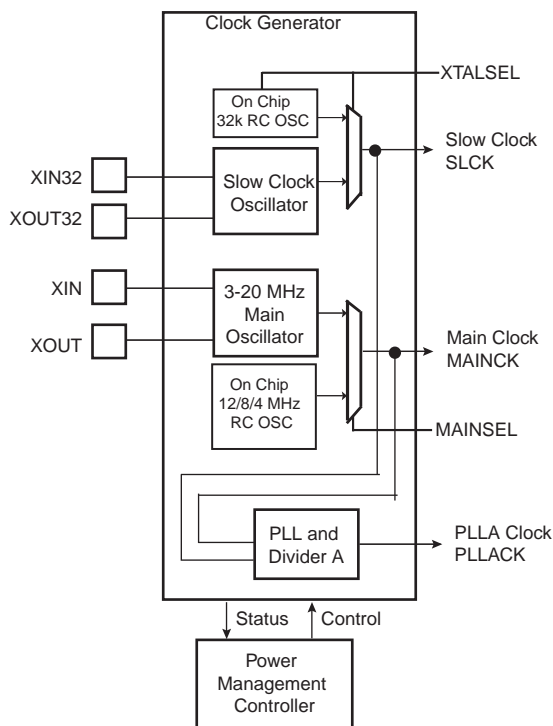 Clock Generator
XTALSEL
On Chip
32k RC OSC
Slow Clock
SLCK
XIN32
Slow Clock
Oscillator
XOUT32
XIN
3-20 MHz
Main
Oscillator
XOUT
Main Clock
MAINCK
On Chip
12/8/4 MHz
RC OSC
MAINSEL
PLL and
Divider A
PLLA Clock
PLLACK
Status
Control
Power
Management
Controller